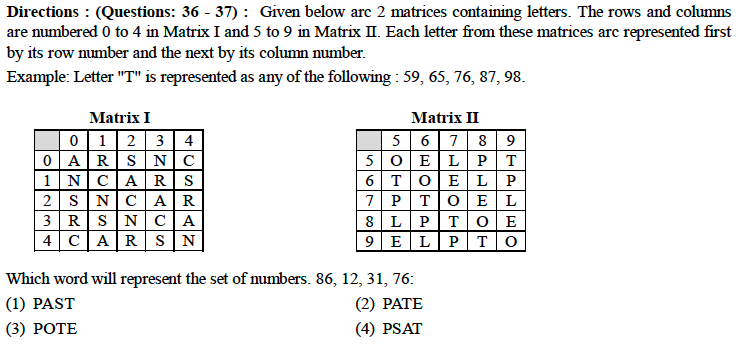 Directions : (Questions: 36 - 37) : Given below arc 2 matrices containing letters. The rows and columns
are numbered 0 to 4 in Matrix I and 5 to 9 in Matrix II. Each letter from these matrices arc represented first
by its row number and the next by its column number.
Example: Letter "T" is represented as any of the following : 59, 65, 76, 87, 98.
Matrix I
0 1 2 3 4
0 A R S N C
1 N C A R S
2 S N C A R
3 R S N C A
4 C A R S N
Matrix II
5 6 7 8 9
5 O E L P T
6 T O E L P
7 P T O E L
8 L P T O E
9 E L P T O
Which word will represent the set of numbers. 86, 12, 31, 76:
(1) PAST
(2) PATE
(3) POTE
(4) PSAT